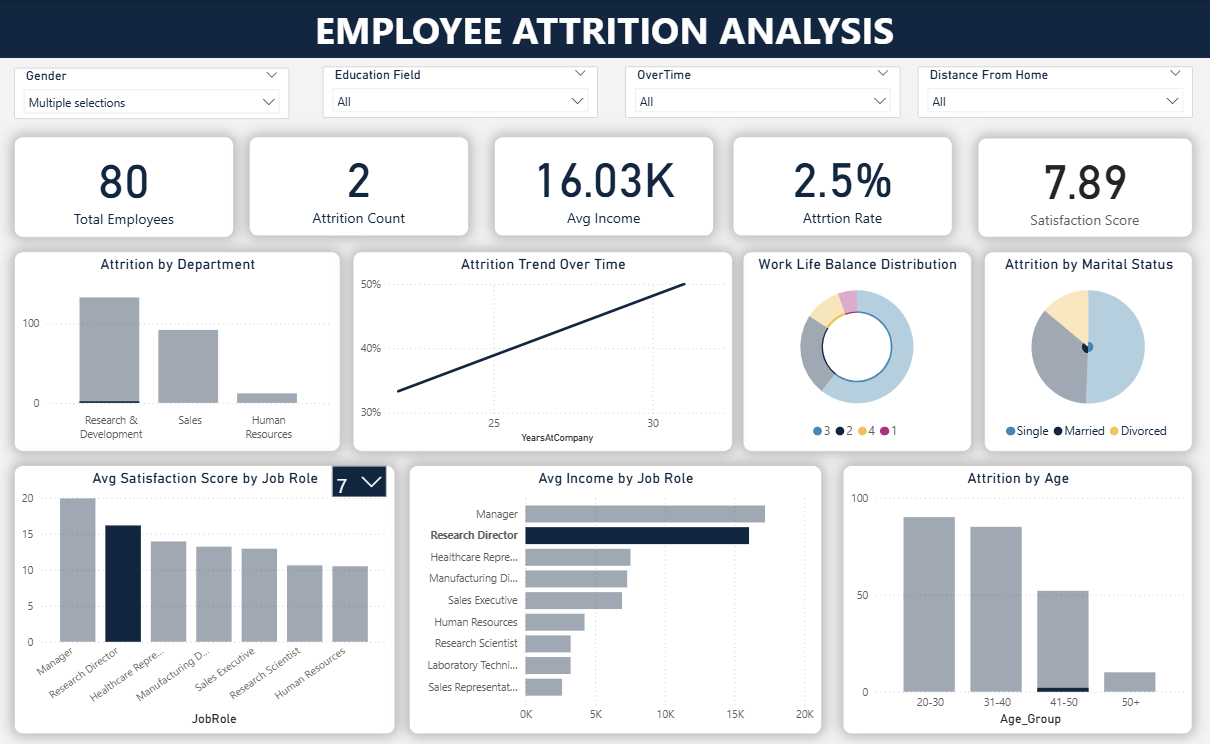 EMPLOYEE ATTRITION ANALYSIS
Gender
Multiple selections
Education Field
All
OverTime
All
Distance From Home
All
80
Total Employees
2
Attrition Count
16.03K
Avg Income
2.5%
Attrtion Rate
7.89
Satisfaction Score
Attrition by Department
100
0
Research &
Development
Sales
Human
Resources
Attrition Trend Over Time
50%
40%
30%
25
30
YearsAtCompany
Work Life Balance Distribution
3 2 4 1
Attrition by Marital Status
Single Married Divorced
Avg Satisfaction Score by Job Role
7
20
15
10
5
0
Manager
Research Director
Healthcare Repre...
Manufacturing D...
Sales Executive
Research Scientist
Human Resources
JobRole
Avg Income by Job Role
Manager
Research Director
Healthcare Repre...
Manufacturing Di...
Sales Executive
Human Resources
Research Scientist
Laboratory Techni...
Sales Representat...
0K 5K 10K 15K 20K
Attrition by Age
100
50
0
20-30 31-40 41-50 50+
Age_Group